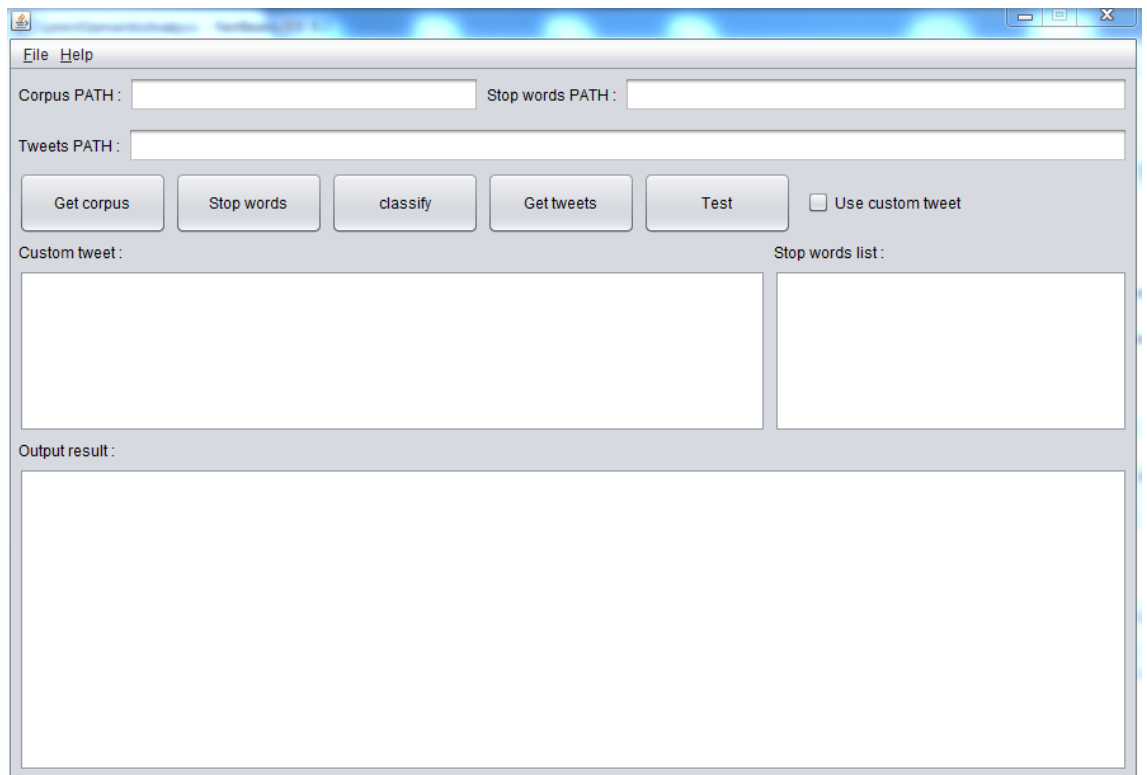 File Help
Corpus PATH : Stop words PATH :
Tweets PATH :
Get corpus Stop words classify Get tweets Test Use custom tweet
Custom tweet : Stop words list :
Output result :